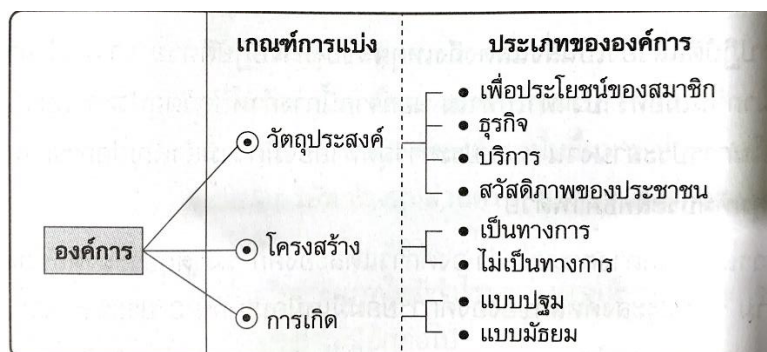 เกณฑ์การแบ่ง
ประเภทขององค์การ
องค์การ
วัตถุประสงค์
เพื่อประโยชน์ของสมาชิก
ธุรกิจ
บริการ
สวัสดิภาพของประชาชน
โครงสร้าง
เป็นทางการ
ไม่เป็นทางการ
การเกิด
แบบปฐม
แบบมัธยม